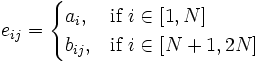 $e_{ij} = \begin{cases} a_i, & \text{if } i \in [1, N] \\ b_{ij}, & \text{if } i \in [N+1, 2N] \end{cases}$